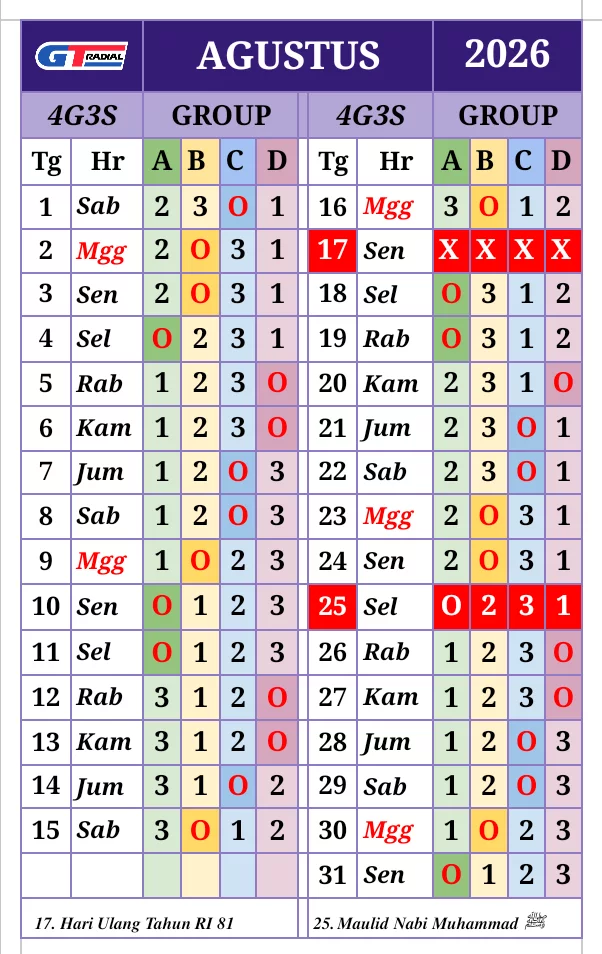 GT RADIAL AGUSTUS 2026
4G3S GROUP 4G3S GROUP
Tg Hr A B C D Tg Hr A B C D
1 Sab 2 3 O 1 16 Mgg 3 O 1 2
2 Mgg 2 O 3 1 17 Sen X X X X
3 Sen 2 O 3 1 18 Sel O 3 1 2
4 Sel O 2 3 1 19 Rab O 3 1 2
5 Rab 1 2 3 O 20 Kam 2 3 1 O
6 Kam 1 2 3 O 21 Jum 2 3 O 1
7 Jum 1 2 O 3 22 Sab 2 3 O 1
8 Sab 1 2 O 3 23 Mgg 2 O 3 1
9 Mgg 1 O 2 3 24 Sen 2 O 3 1
10 Sen O 1 2 3 25 Sel O 2 3 1
11 Sel O 1 2 3 26 Rab 1 2 3 O
12 Rab 3 1 2 O 27 Kam 1 2 3 O
13 Kam 3 1 2 O 28 Jum 1 2 O 3
14 Jum 3 1 O 2 29 Sab 1 2 O 3
15 Sab 3 O 1 2 30 Mgg 1 O 2 3
31 Sen O 1 2 3
17. Hari Ulang Tahun RI 81 25. Maulid Nabi Muhammad ﷺ